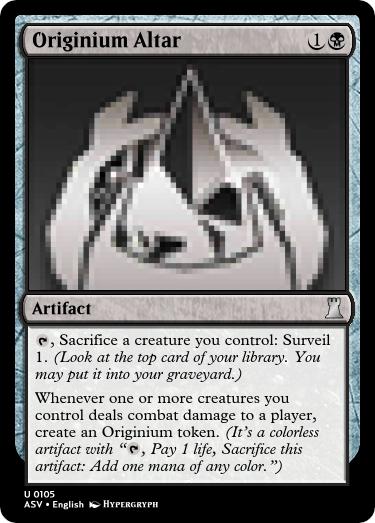 Originium Altar 1
Artifact
, Sacrifice a creature you control: Surveil
1. (Look at the top card of your library. You
may put it into your graveyard.)
Whenever one or more creatures you
control deals combat damage to a player,
create an Originium token. (It's a colorless
artifact with “, Pay 1 life, Sacrifice this
artifact: Add one mana of any color.”)
U 0105
ASV • English HYPERGRYPH